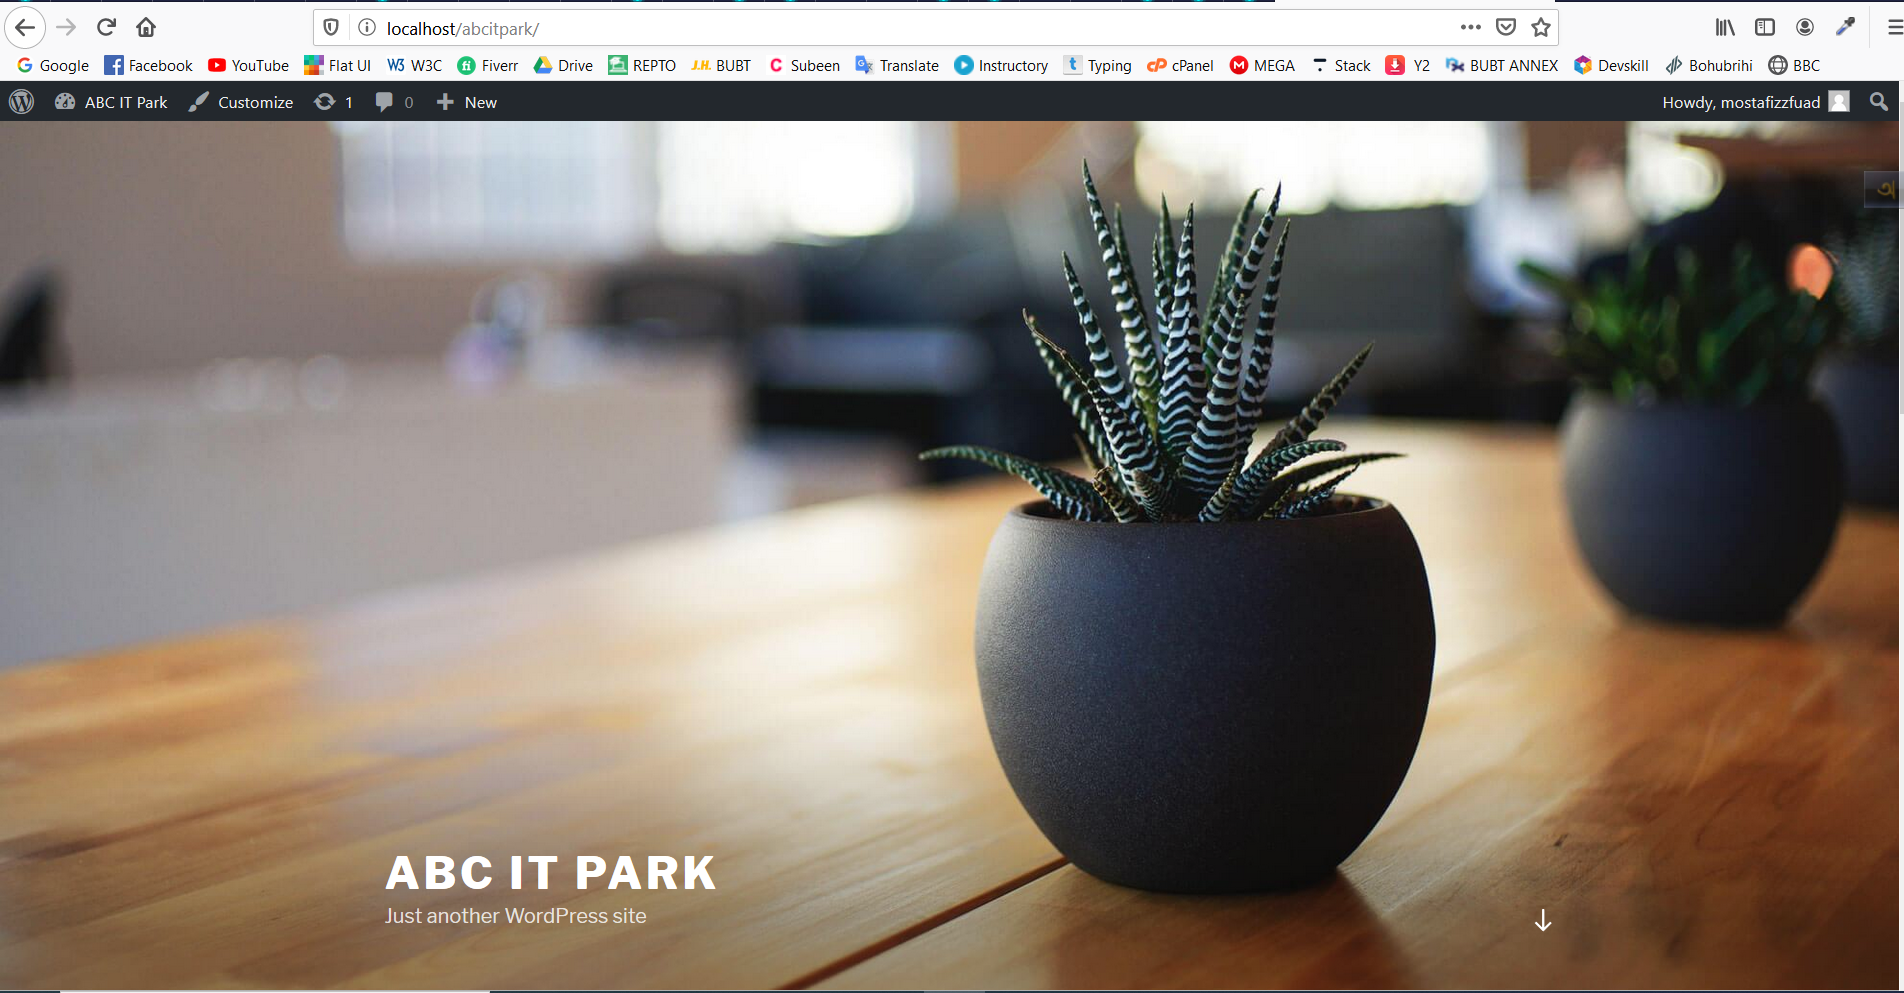 localhost/abcitpark/
Google Facebook YouTube Flat UI W3C Fiverr Drive REPTO J.H. BUBT Subeen Translate Instructory Typing cPanel MEGA Stack Y2 BUBT ANNEX Devskill Bohubrihi BBC
ABC IT Park Customize 1 0 New Howdy, mostafizzfuad
অ
ABC IT PARK
Just another WordPress site